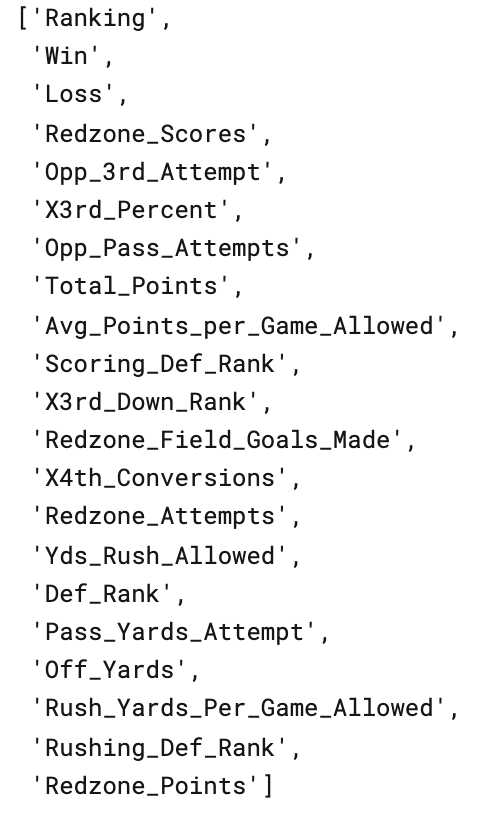 ['Ranking',
'Win',
'Loss',
'Redzone_Scores',
'Opp_3rd_Attempt',
'X3rd_Percent',
'Opp_Pass_Attempts',
'Total_Points',
'Avg_Points_per_Game_Allowed',
'Scoring_Def_Rank',
'X3rd_Down_Rank',
'Redzone_Field_Goals_Made',
'X4th_Conversions',
'Redzone_Attempts',
'Yds_Rush_Allowed',
'Def_Rank',
'Pass_Yards_Attempt',
'Off_Yards',
'Rush_Yards_Per_Game_Allowed',
'Rushing_Def_Rank',
'Redzone_Points']